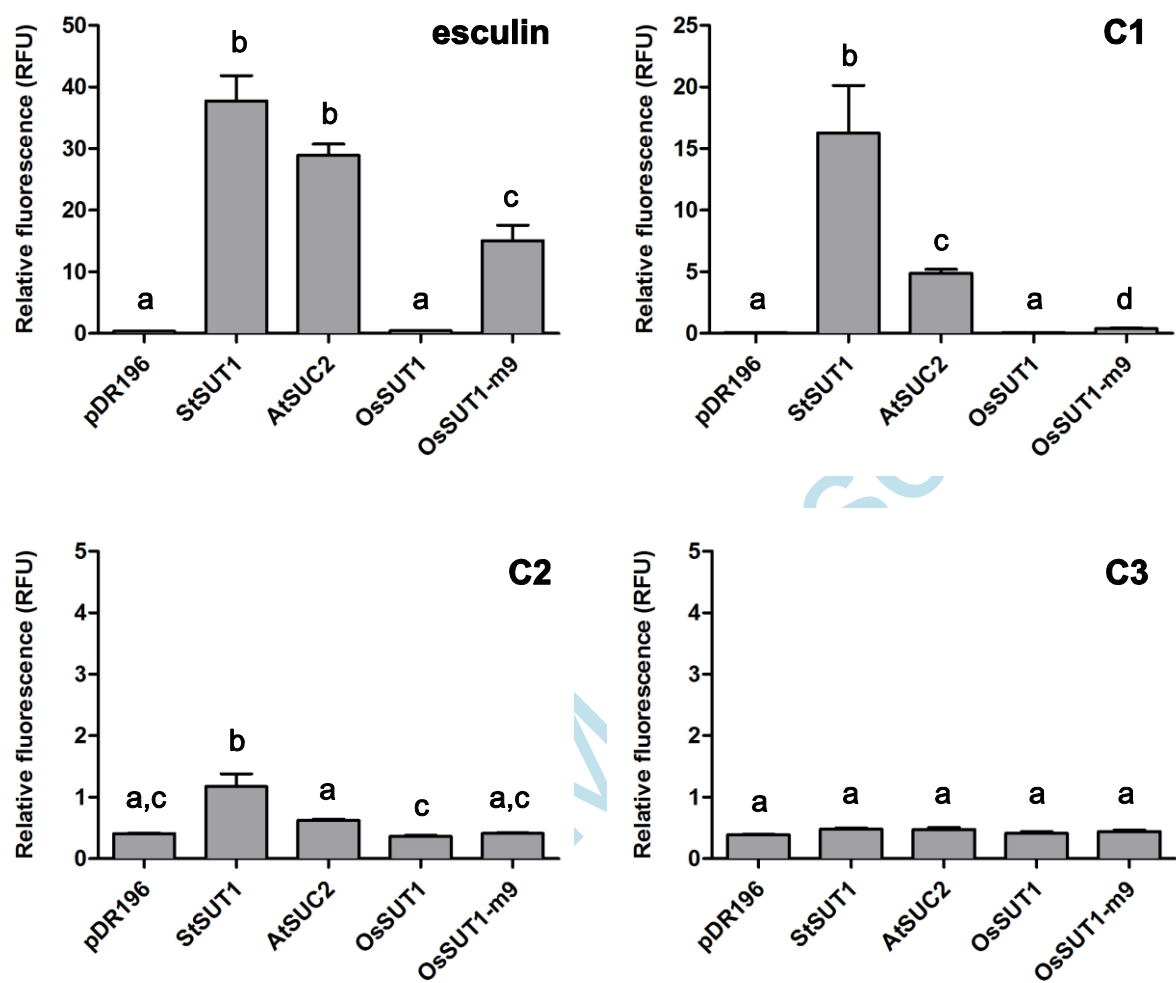 esculin
Relative fluorescence (RFU)
50
40
30
20
10
0
a
b
b
a
c
pDR196
StSUT1
AtSUC2
OsSUT1
OsSUT1-m9
C1
Relative fluorescence (RFU)
25
20
15
10
5
0
a
b
c
a
d
pDR196
StSUT1
AtSUC2
OsSUT1
OsSUT1-m9
C2
Relative fluorescence (RFU)
5
4
3
2
1
0
a,c
b
a
c
a,c
pDR196
StSUT1
AtSUC2
OsSUT1
OsSUT1-m9
C3
Relative fluorescence (RFU)
5
4
3
2
1
0
a
a
a
a
a
pDR196
StSUT1
AtSUC2
OsSUT1
OsSUT1-m9